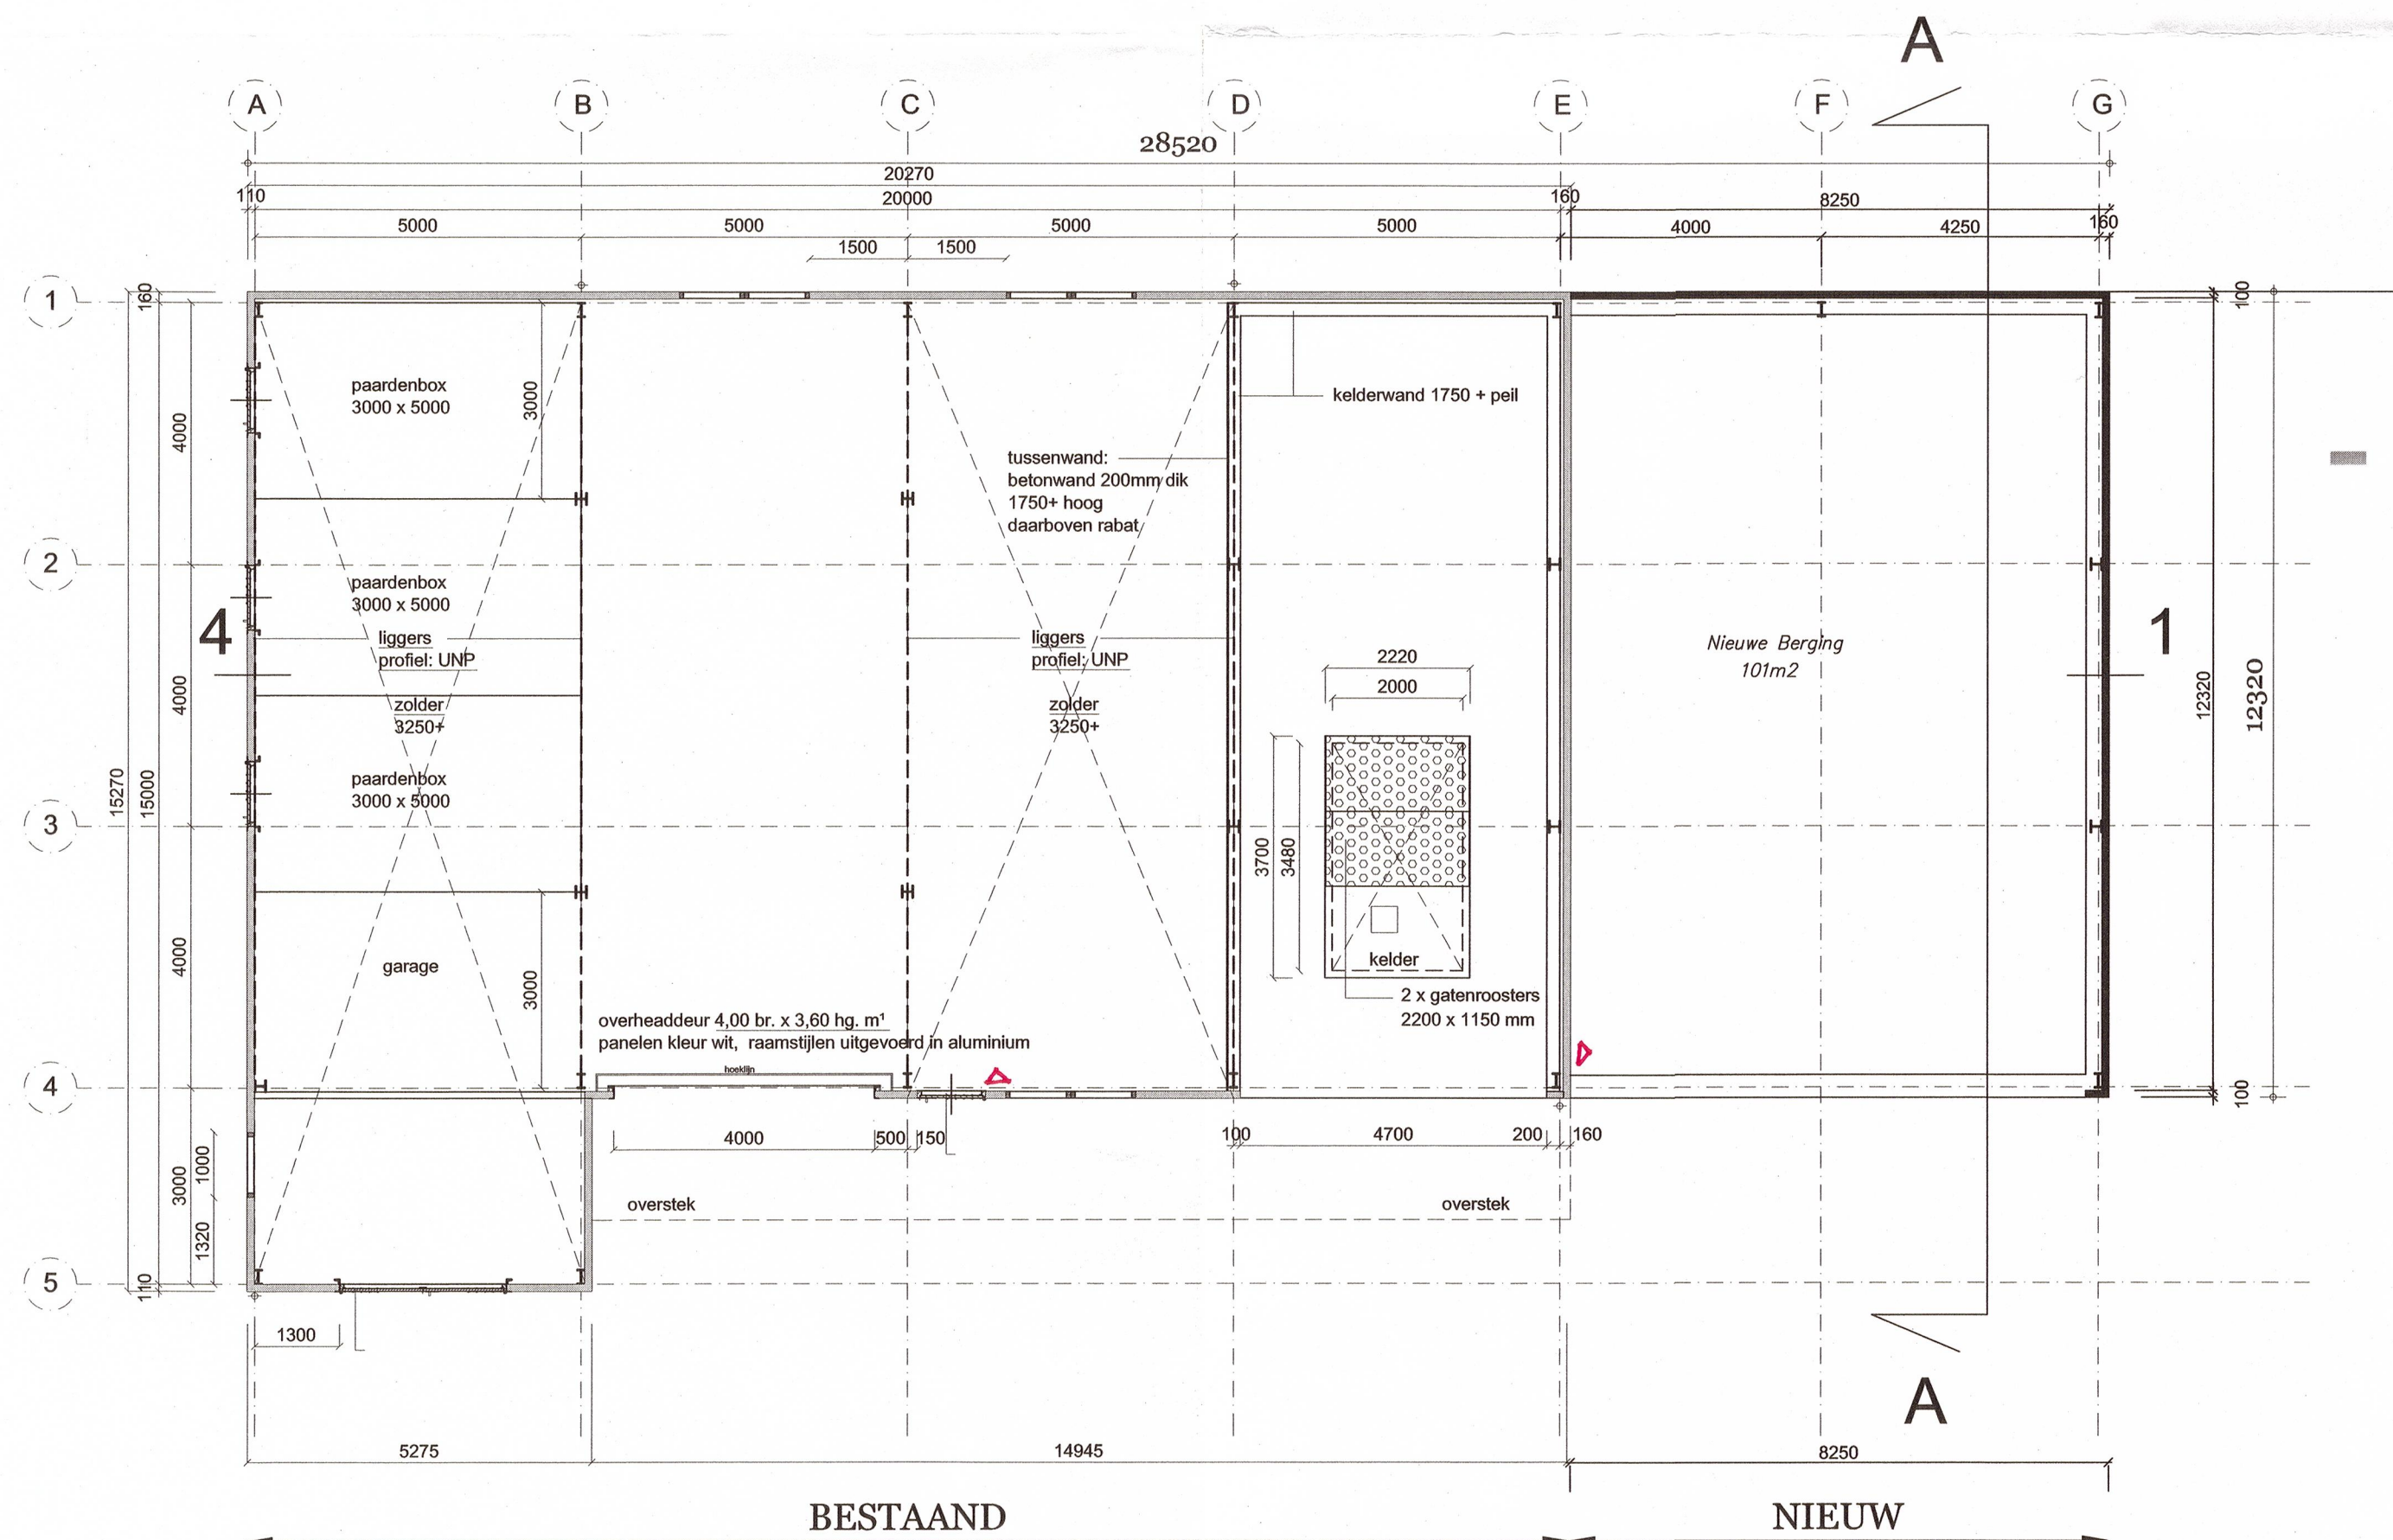 A
A B C D E F G
28520
20270
110 20000 160 8250
5000 5000 5000 5000 4000 4250 160
1500 1500
1
160
100
paardenbox
3000 x 5000
3000
4000
kelderwand 1750 + peil
tussenwand:
betonwand 200mm dik
1750+ hoog
daarboven rabat
2
paardenbox
3000 x 5000
4
liggers
profiel: UNP
liggers
profiel: UNP
Nieuwe Berging
101m2
1
2220
2000
zolder
3250+
zolder
3250+
4000
12320
12320
15270
15000
paardenbox
3000 x 5000
3
3700
3480
4000
garage
3000
kelder
2 x gatenroosters
2200 x 1150 mm
overheaddeur 4,00 br. x 3,60 hg. m¹
panelen kleur wit, raamstijlen uitgevoerd in aluminium
hoeklijn
4
100
4000 500 150 100 4700 200 160
3000
1000
1320
overstek overstek
5
110
1300
A
5275 14945 8250
BESTAAND NIEUW